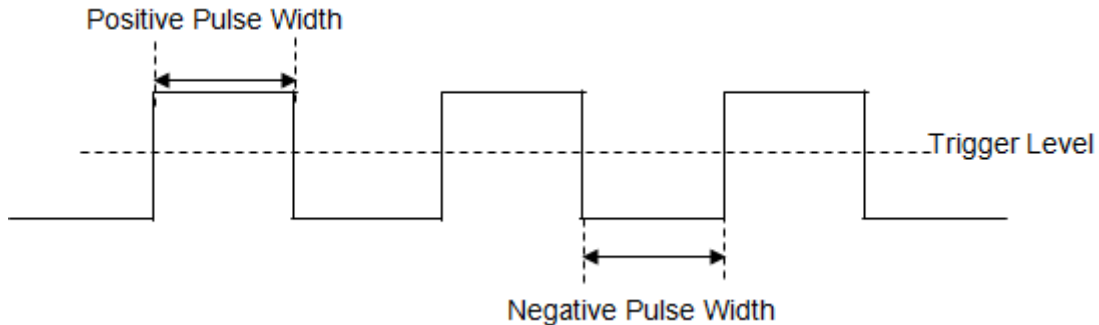 Positive Pulse Width
Trigger Level
Negative Pulse Width